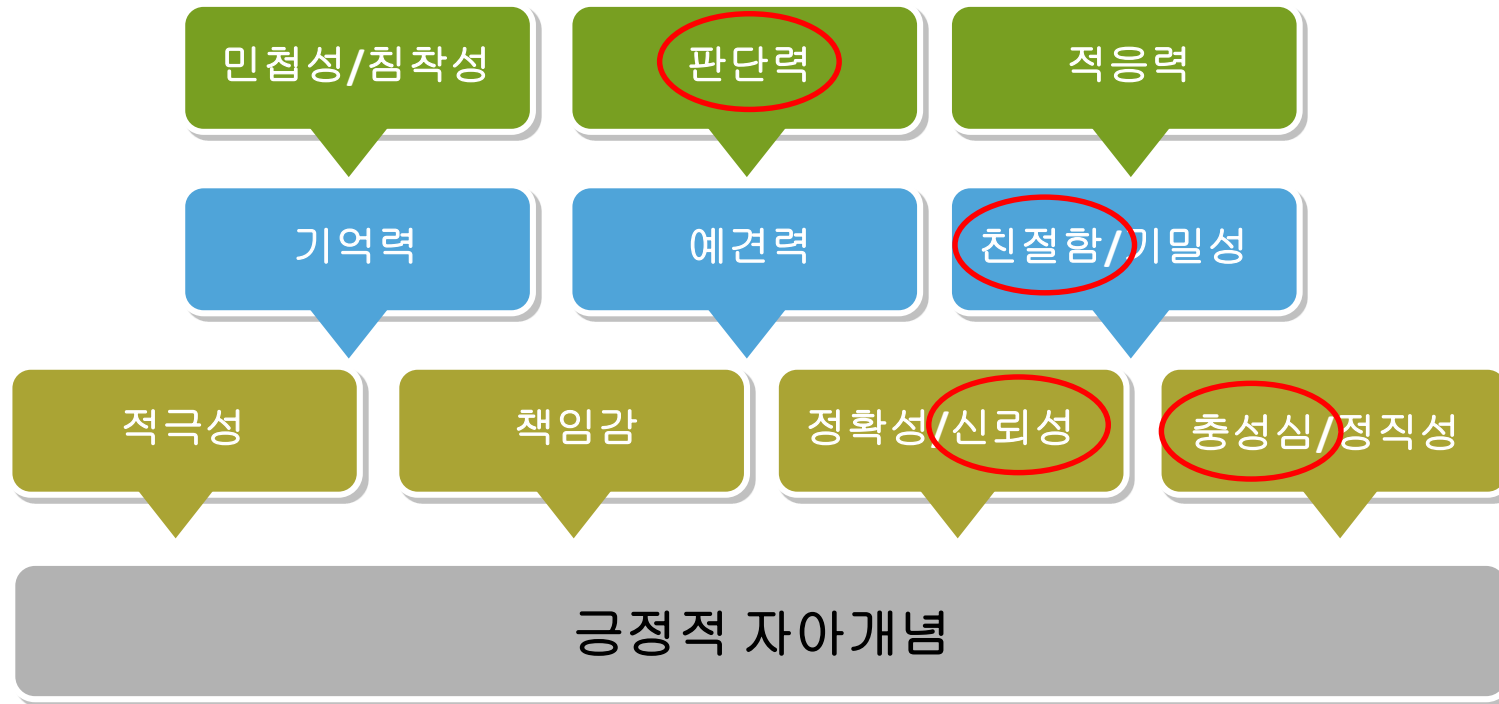 민첩성/침착성
판단력
적응력
기억력
예견력
친절함/기밀성
적극성
책임감
정확성/신뢰성
충성심/정직성
긍정적 자아개념